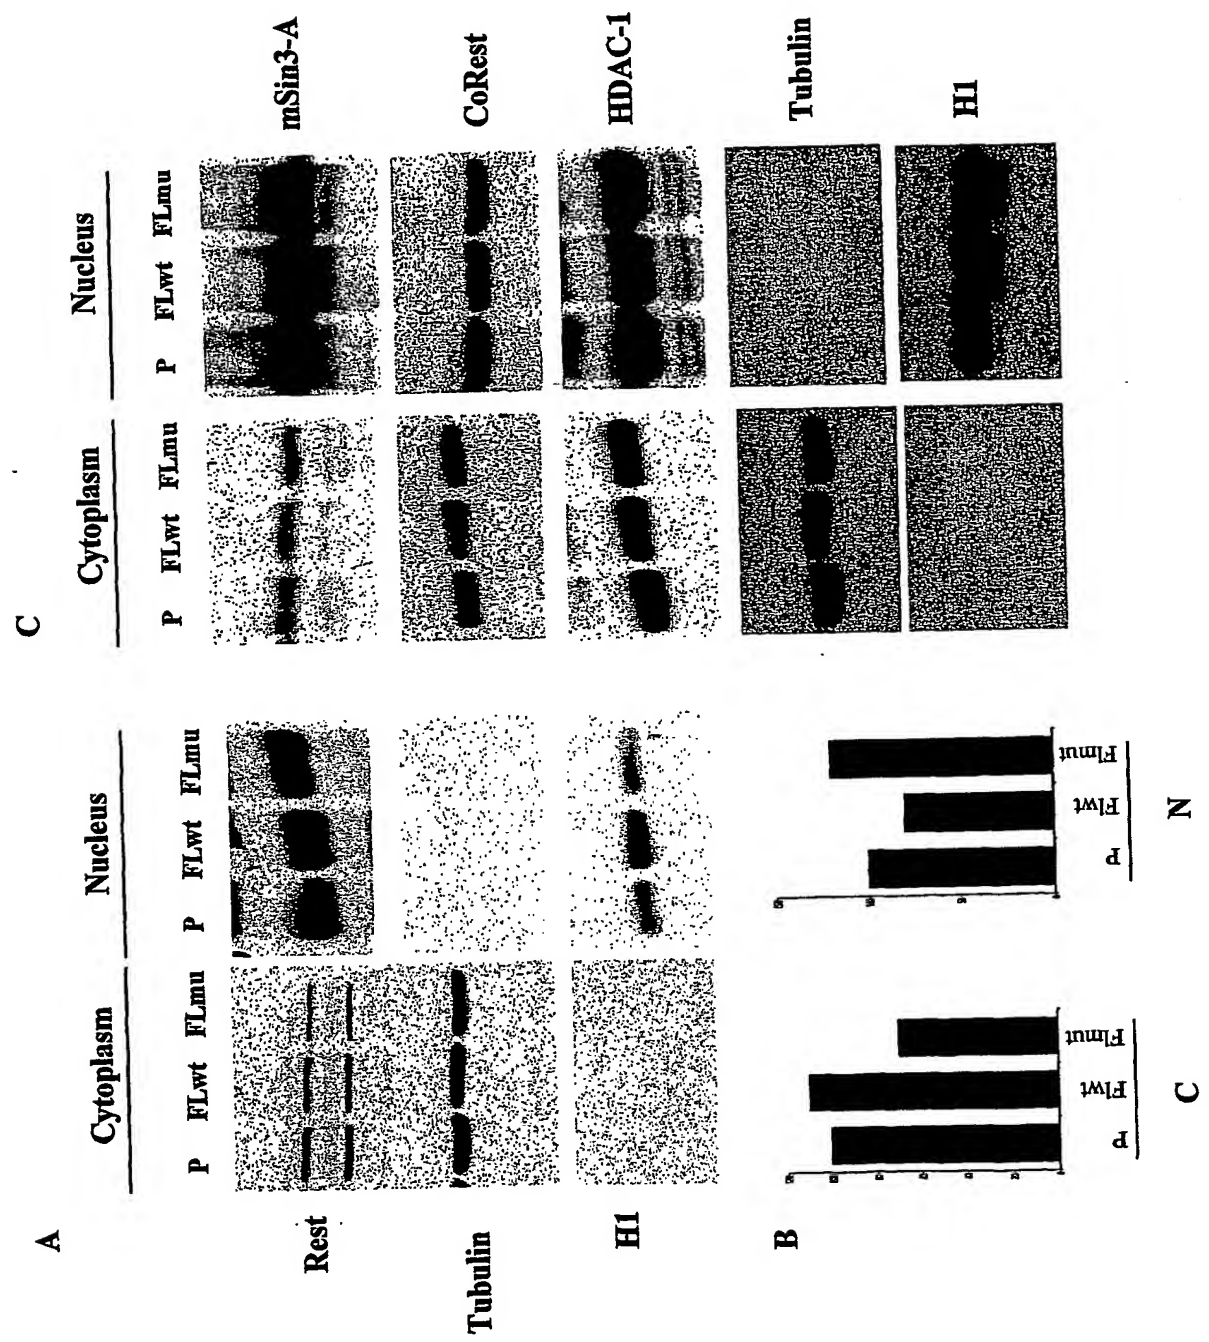 A
Cytoplasm Nucleus
P FLwt FLmu P FLwt FLmu
Rest
Tubulin
H1
B
P Flwt Flmut P Flwt Flmut
C N
C
Cytoplasm Nucleus
P FLwt FLmu P FLwt FLmu
mSin3-A
CoRest
HDAC-1
Tubulin
H1